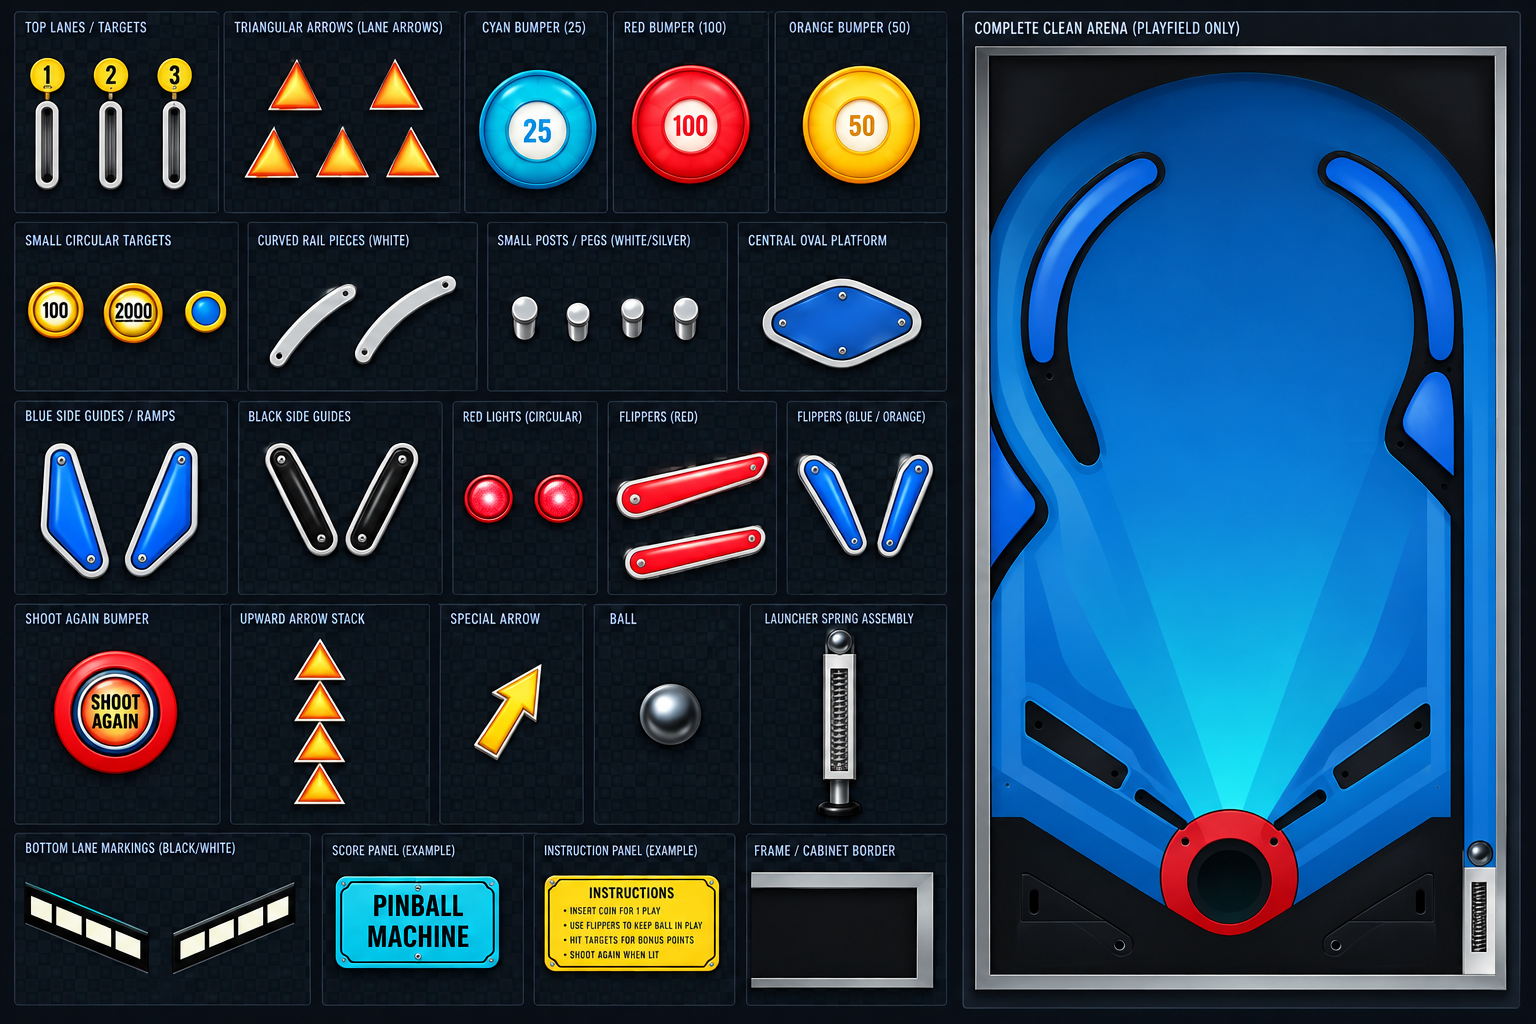 TOP LANES / TARGETS
1 2 3
TRIANGULAR ARROWS (LANE ARROWS)
CYAN BUMPER (25)
25
RED BUMPER (100)
100
ORANGE BUMPER (50)
50
COMPLETE CLEAN ARENA (PLAYFIELD ONLY)
SMALL CIRCULAR TARGETS
100
2000
CURVED RAIL PIECES (WHITE)
SMALL POSTS / PEGS (WHITE/SILVER)
CENTRAL OVAL PLATFORM
BLUE SIDE GUIDES / RAMPS
BLACK SIDE GUIDES
RED LIGHTS (CIRCULAR)
FLIPPERS (RED)
FLIPPERS (BLUE / ORANGE)
SHOOT AGAIN BUMPER
SHOOT
AGAIN
UPWARD ARROW STACK
SPECIAL ARROW
BALL
LAUNCHER SPRING ASSEMBLY
BOTTOM LANE MARKINGS (BLACK/WHITE)
SCORE PANEL (EXAMPLE)
PINBALL
MACHINE
INSTRUCTION PANEL (EXAMPLE)
INSTRUCTIONS
• INSERT COIN FOR 1 PLAY
• USE FLIPPERS TO KEEP BALL IN PLAY
• HIT TARGETS FOR BONUS POINTS
• SHOOT AGAIN WHEN LIT
FRAME / CABINET BORDER